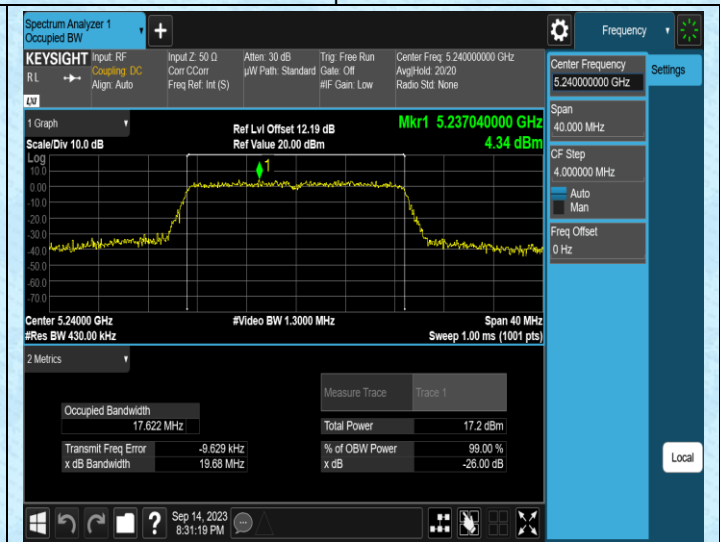 Spectrum Analyzer 1
Occupied BW
Frequency
KEYSIGHT
R L
LXI
Input: RF
Coupling: DC
Align: Auto
Input Z: 50 Ω
Corr CCorr
Freq Ref: Int (S)
Atten: 30 dB
µW Path: Standard
Trig: Free Run
Gate: Off
#IF Gain: Low
Center Freq: 5.240000000 GHz
Avg|Hold: 20/20
Radio Std: None
Center Frequency
5.240000000 GHz
Settings
Span
40.000 MHz
CF Step
4.000000 MHz
Auto
Man
Freq Offset
0 Hz
Local
1 Graph
Scale/Div 10.0 dB
Ref Lvl Offset 12.19 dB
Ref Value 20.00 dBm
Mkr1 5.237040000 GHz
4.34 dBm
Log
10.0
0.00
-10.0
-20.0
-30.0
-40.0
-50.0
-60.0
-70.0
1
Center 5.24000 GHz
#Res BW 430.00 kHz
#Video BW 1.3000 MHz
Span 40 MHz
Sweep 1.00 ms (1001 pts)
2 Metrics
Measure Trace Trace 1
Occupied Bandwidth
17.622 MHz
Total Power 17.2 dBm
Transmit Freq Error -9.629 kHz
% of OBW Power 99.00 %
x dB Bandwidth 19.68 MHz
x dB -26.00 dB
?
Sep 14, 2023
8:31:19 PM